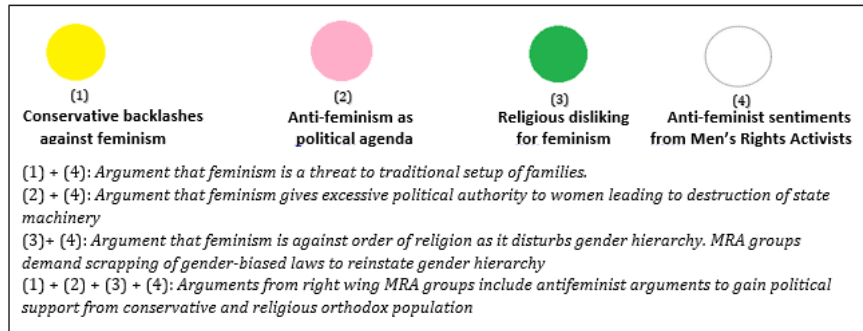 (1) (2) (3) (4)
Conservative backlashes Anti-feminism as Religious disliking Anti-feminist sentiments
against feminism political agenda for feminism from Men's Rights Activists
(1) + (4): Argument that feminism is a threat to traditional setup of families.
(2) + (4): Argument that feminism gives excessive political authority to women leading to destruction of state
machinery
(3)+ (4): Argument that feminism is against order of religion as it disturbs gender hierarchy. MRA groups
demand scrapping of gender-biased laws to reinstate gender hierarchy
(1) + (2) + (3) + (4): Arguments from right wing MRA groups include antifeminist arguments to gain political
support from conservative and religious orthodox population